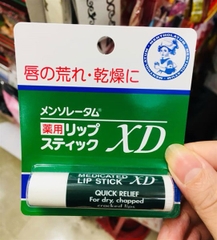 唇の荒れ・乾燥に
メンソレータム
薬用リップ
スティック XD
MEDICATED
LIP STICK XD
QUICK RELIEF
For dry, chapped
cracked lips